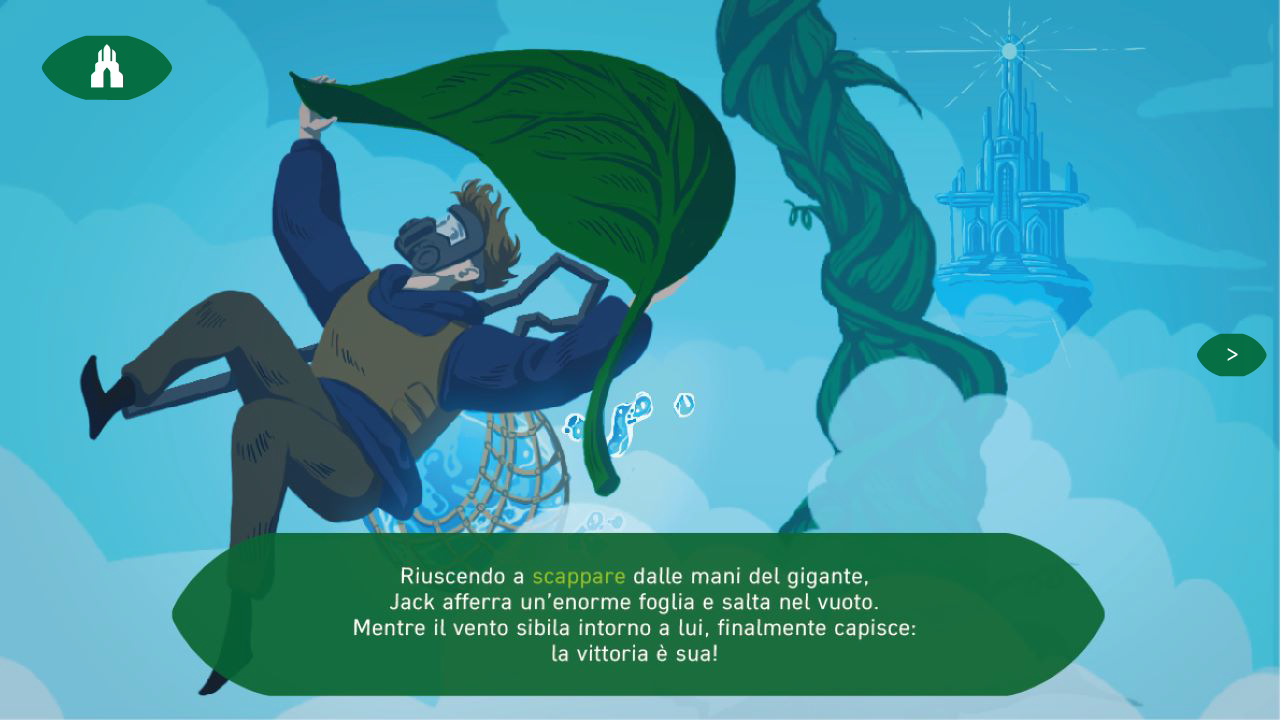 Riuscendo a scappare dalle mani del gigante,
Jack afferra un'enorme foglia e salta nel vuoto.
Mentre il vento sibila intorno a lui, finalmente capisce:
la vittoria è sua!
>